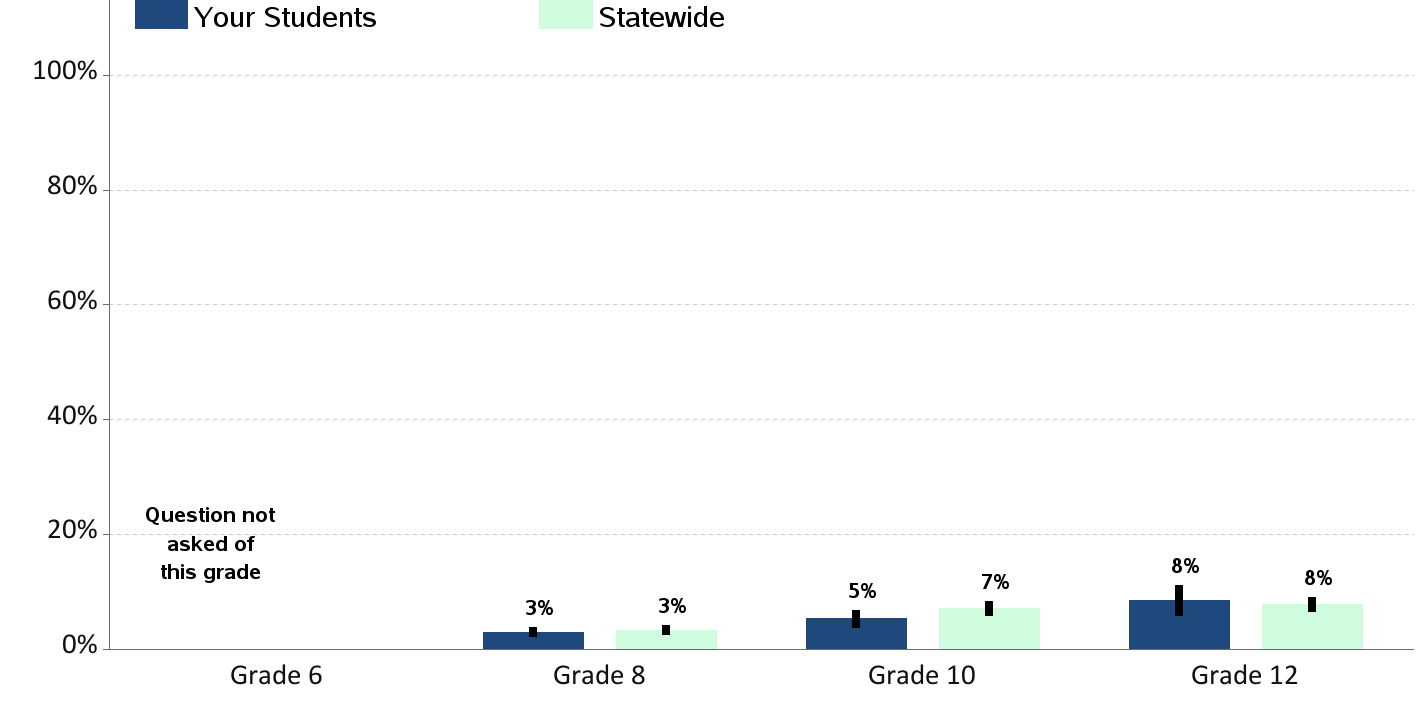 Your Students Statewide
100%
80%
60%
40%
20%
0%
Question not
asked of
this grade
3% 3% 5% 7% 8% 8%
Grade 6 Grade 8 Grade 10 Grade 12